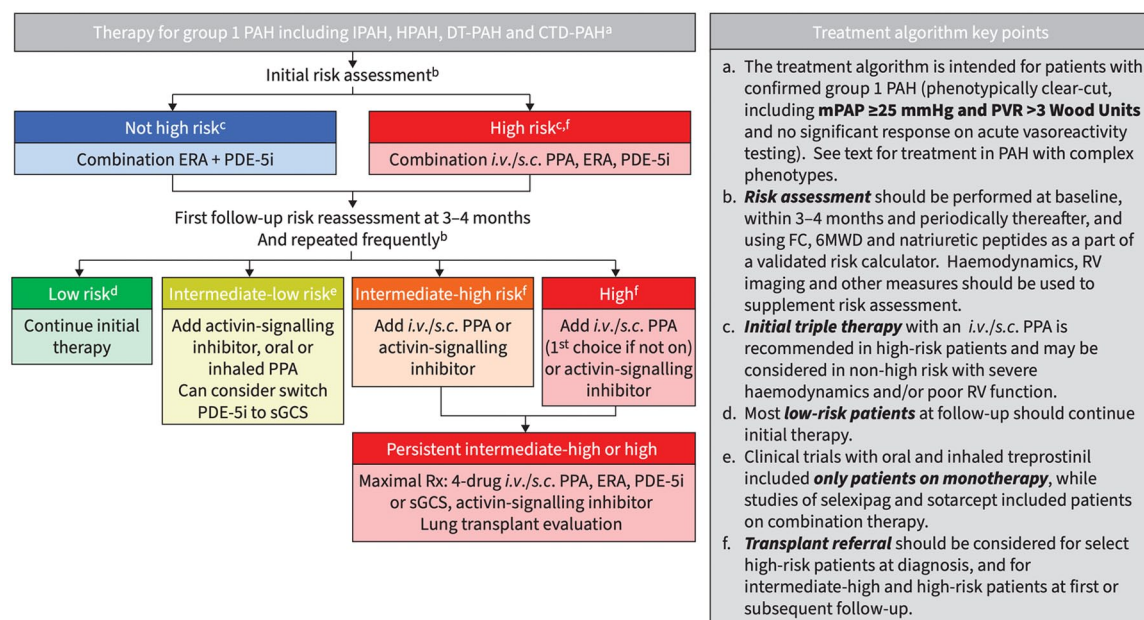 Therapy for group 1 PAH including IPAH, HPAH, DT-PAH and CTD-PAHᵃ
Initial risk assessmentᵇ
Not high riskᶜ
Combination ERA + PDE-5i
High riskᶜ,ᶠ
Combination i.v./s.c. PPA, ERA, PDE-5i
First follow-up risk reassessment at 3–4 months
And repeated frequentlyᵇ
Low riskᵈ
Continue initial
therapy
Intermediate-low riskᵉ
Add activin-signalling
inhibitor, oral or
inhaled PPA
Can consider switch
PDE-5i to sGCS
Intermediate-high riskᶠ
Add i.v./s.c. PPA or
activin-signalling
inhibitor
Highᶠ
Add i.v./s.c. PPA
(1ˢᵗ choice if not on)
or activin-signalling
inhibitor
Persistent intermediate-high or high
Maximal Rx: 4-drug i.v./s.c. PPA, ERA, PDE-5i
or sGCS, activin-signalling inhibitor
Lung transplant evaluation
Treatment algorithm key points
a. The treatment algorithm is intended for patients with
confirmed group 1 PAH (phenotypically clear-cut,
including mPAP ≥25 mmHg and PVR >3 Wood Units
and no significant response on acute vasoreactivity
testing). See text for treatment in PAH with complex
phenotypes.
b. Risk assessment should be performed at baseline,
within 3–4 months and periodically thereafter, and
using FC, 6MWD and natriuretic peptides as a part of
a validated risk calculator. Haemodynamics, RV
imaging and other measures should be used to
supplement risk assessment.
c. Initial triple therapy with an i.v./s.c. PPA is
recommended in high-risk patients and may be
considered in non-high risk with severe
haemodynamics and/or poor RV function.
d. Most low-risk patients at follow-up should continue
initial therapy.
e. Clinical trials with oral and inhaled treprostinil
included only patients on monotherapy, while
studies of selexipag and sotarcept included patients
on combination therapy.
f. Transplant referral should be considered for select
high-risk patients at diagnosis, and for
intermediate-high and high-risk patients at first or
subsequent follow-up.